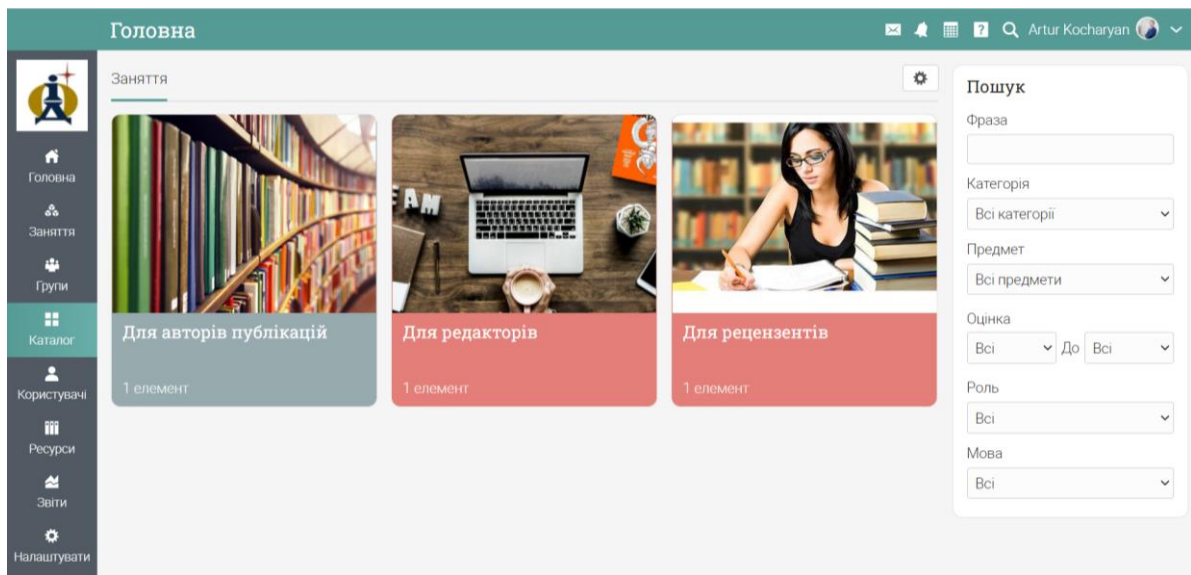 Головна
Artur Kocharyan
Головна
Заняття
Групи
Каталог
Користувачі
Ресурси
Звіти
Налаштувати
Заняття
AM
Для авторів публікацій
1 елемент
Для редакторів
1 елемент
Для рецензентів
1 елемент
Пошук
Фраза
Категорія
Всі категорії
Предмет
Всі предмети
Оцінка
Всі До Всі
Роль
Всі
Мова
Всі